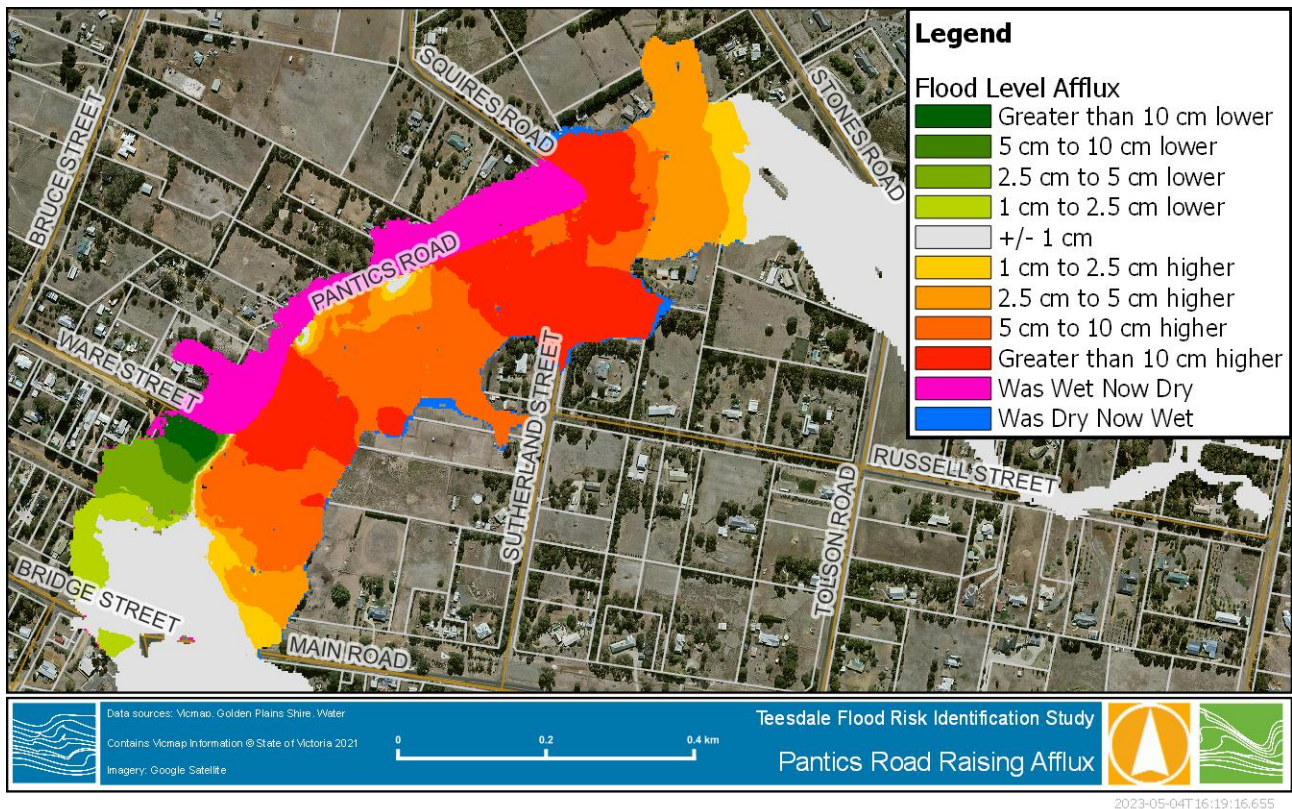 Legend
Flood Level Afflux
Greater than 10 cm lower
5 cm to 10 cm lower
2.5 cm to 5 cm lower
1 cm to 2.5 cm lower
+/- 1 cm
1 cm to 2.5 cm higher
2.5 cm to 5 cm higher
5 cm to 10 cm higher
Greater than 10 cm higher
Was Wet Now Dry
Was Dry Now Wet
SQUIRES ROAD
STONES ROAD
BRUCE STREET
PANTICS ROAD
WARE STREET
SUTHERLAND STREET
RUSSELL STREET
TOLSON ROAD
BRIDGE STREET
MAIN ROAD
Data sources: Vicmap, Golden Plains Shire, Water
Contains Vicmap Information © State of Victoria 2021
Imagery: Google Satellite
0 0.2 0.4 km
Teesdale Flood Risk Identification Study
Pantics Road Raising Afflux
2023-05-04T16:19:16.655